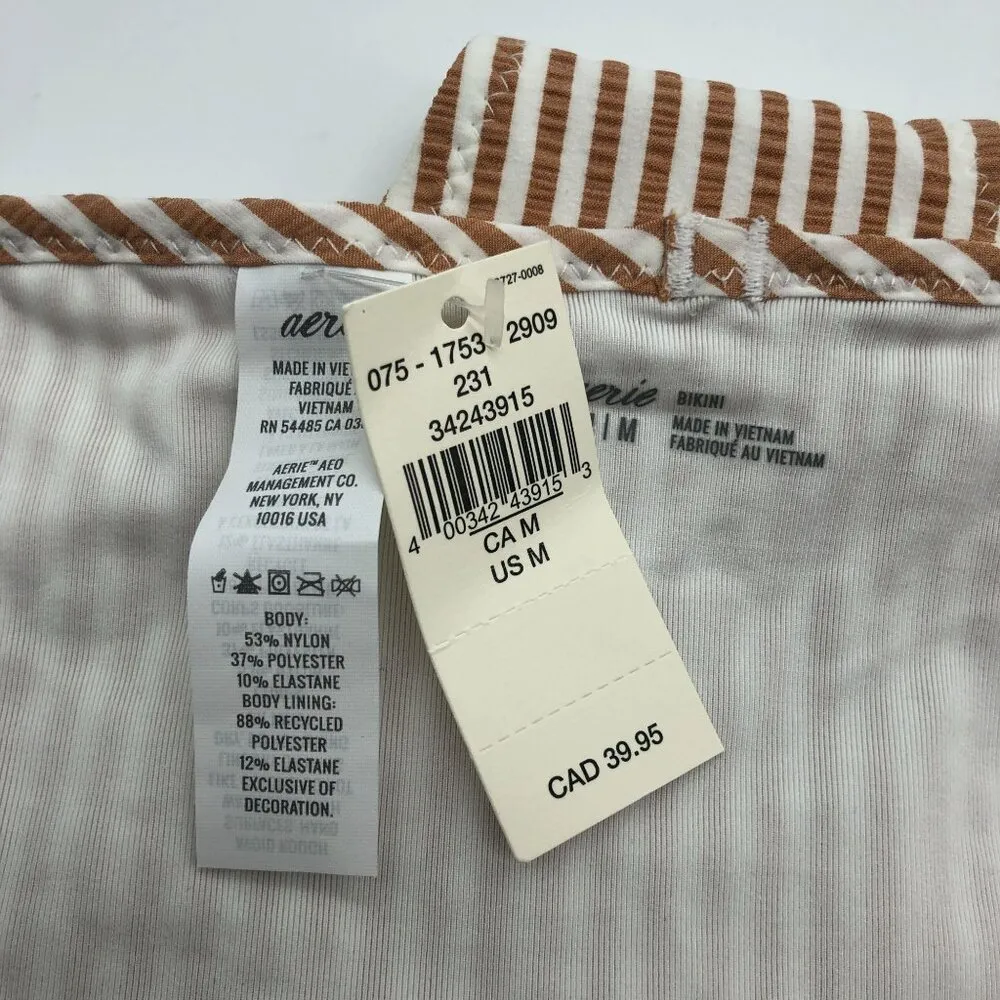 MADE IN
FABRIQUÉ
VIETNAM
RN 54485 CA
AERIE™ AEO
MANAGEMENT CO.
NEW YORK, NY
10016 USA
BODY:
53% NYLON
37% POLYESTER
10% ELASTANE
BODY LINING:
88% RECYCLED
POLYESTER
12% ELASTANE
EXCLUSIVE OF
DECORATION.
727-0008
075 - 1753 2909
231
34243915
4 00342 43915 3
CA M
US M
CAD 39.95
BIKINI
M
MADE IN VIETNAM
FABRIQUÉ AU VIETNAM